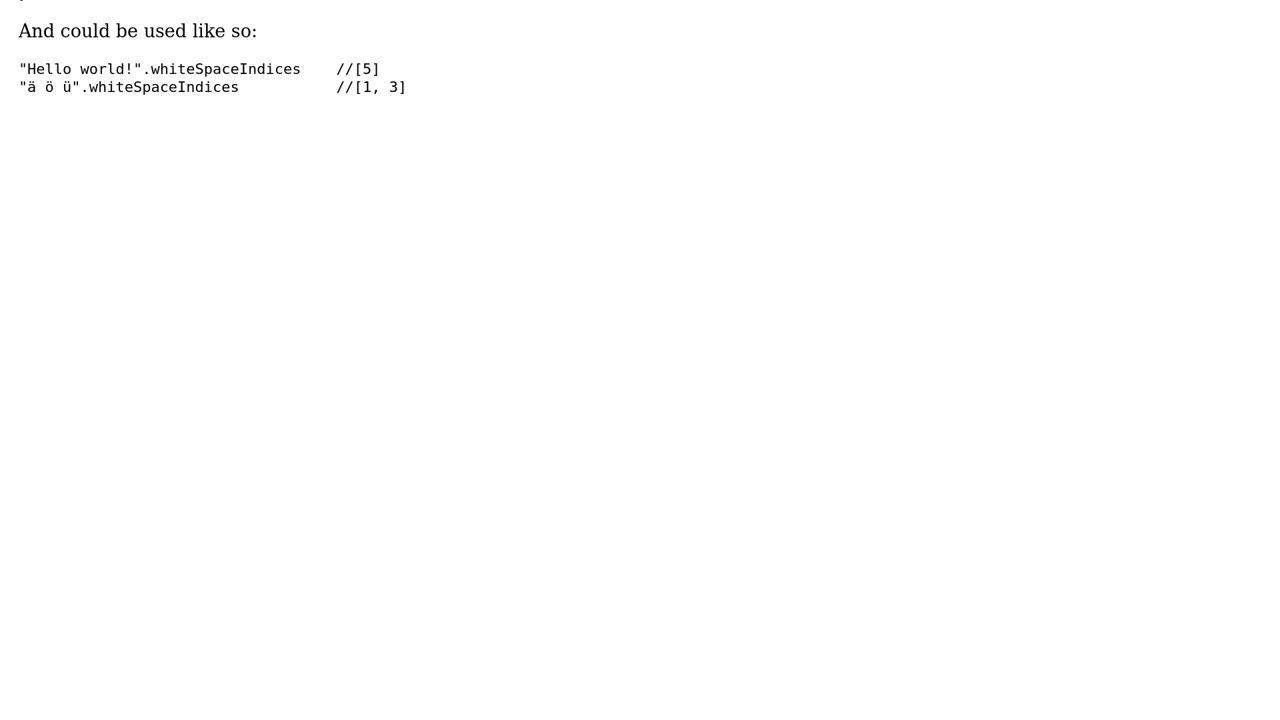 And could be used like so:
"Hello world!".whiteSpaceIndices    //[5]
"ä ö ü".whiteSpaceIndices           //[1, 3]